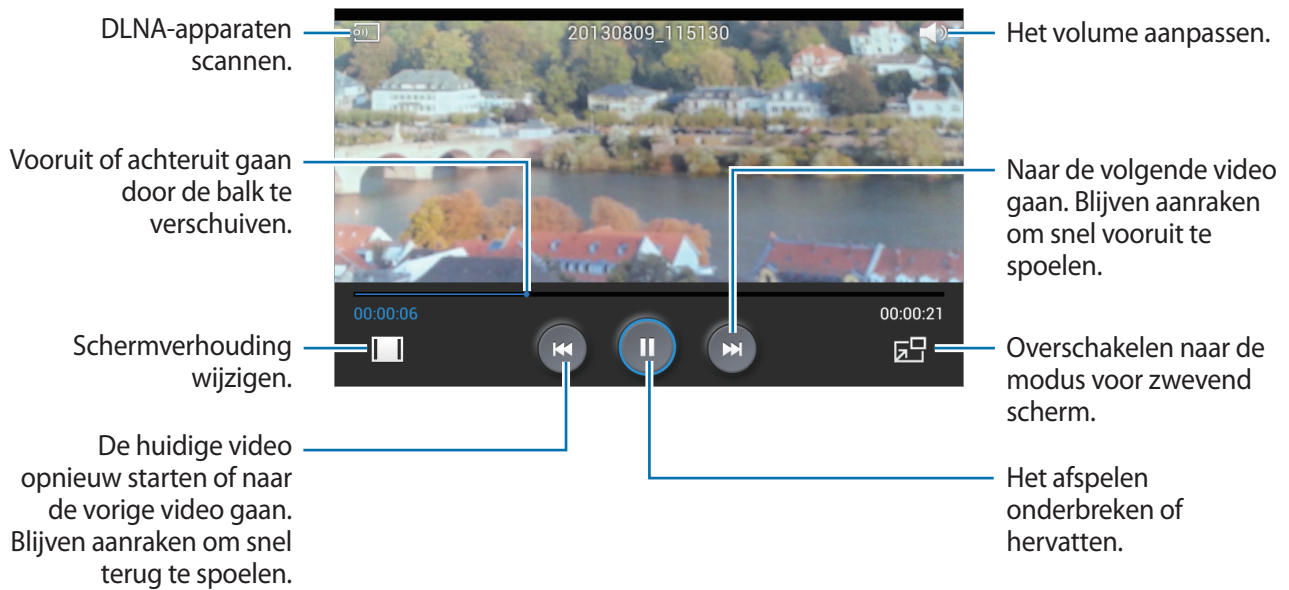 DLNA-apparaten
scannen.
20130809_115130
Het volume aanpassen.
Vooruit of achteruit gaan
door de balk te
verschuiven.
Naar de volgende video
gaan. Blijven aanraken
om snel vooruit te
spoelen.
00:00:06
00:00:21
Schermverhouding
wijzigen.
Overschakelen naar de
modus voor zwevend
scherm.
De huidige video
opnieuw starten of naar
de vorige video gaan.
Blijven aanraken om snel
terug te spoelen.
Het afspelen
onderbreken of
hervatten.